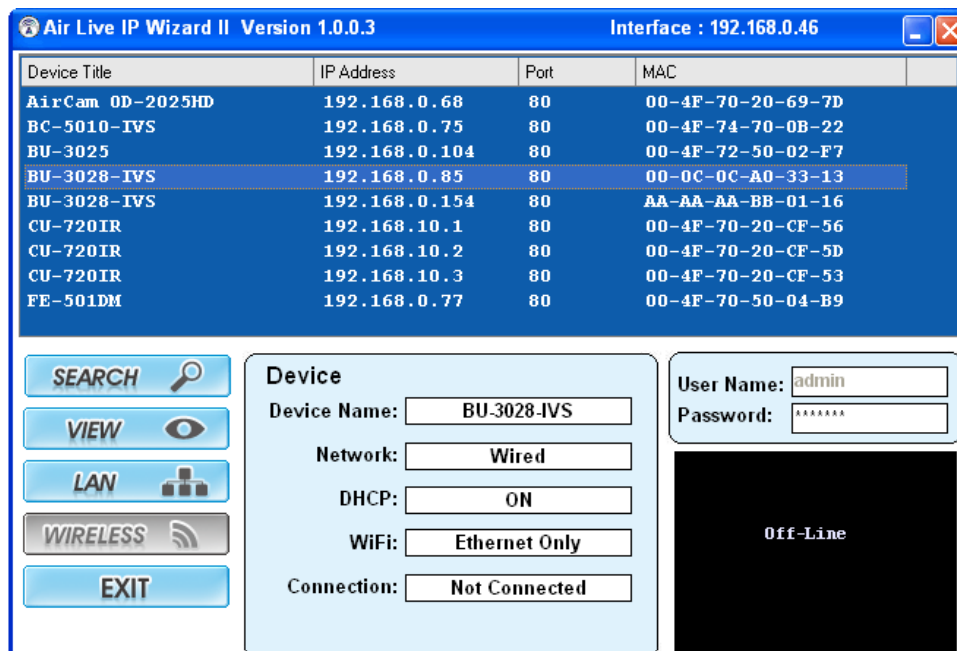 Air Live IP Wizard II Version 1.0.0.3 Interface : 192.168.0.46
Device Title IP Address Port MAC
AirCam OD-2025HD 192.168.0.68 80 00-4F-70-20-69-7D
BC-5010-IVS 192.168.0.75 80 00-4F-74-70-0B-22
BU-3025 192.168.0.104 80 00-4F-72-50-02-F7
BU-3028-IVS 192.168.0.85 80 00-0C-0C-A0-33-13
BU-3028-IVS 192.168.0.154 80 AA-AA-AA-BB-01-16
CU-720IR 192.168.10.1 80 00-4F-70-20-CF-56
CU-720IR 192.168.10.2 80 00-4F-70-20-CF-5D
CU-720IR 192.168.10.3 80 00-4F-70-20-CF-53
FE-501DM 192.168.0.77 80 00-4F-70-50-04-B9
SEARCH
VIEW
LAN
WIRELESS
EXIT
Device
Device Name: BU-3028-IVS
Network: Wired
DHCP: ON
WiFi: Ethernet Only
Connection: Not Connected
User Name: admin
Password: *******
Off-Line